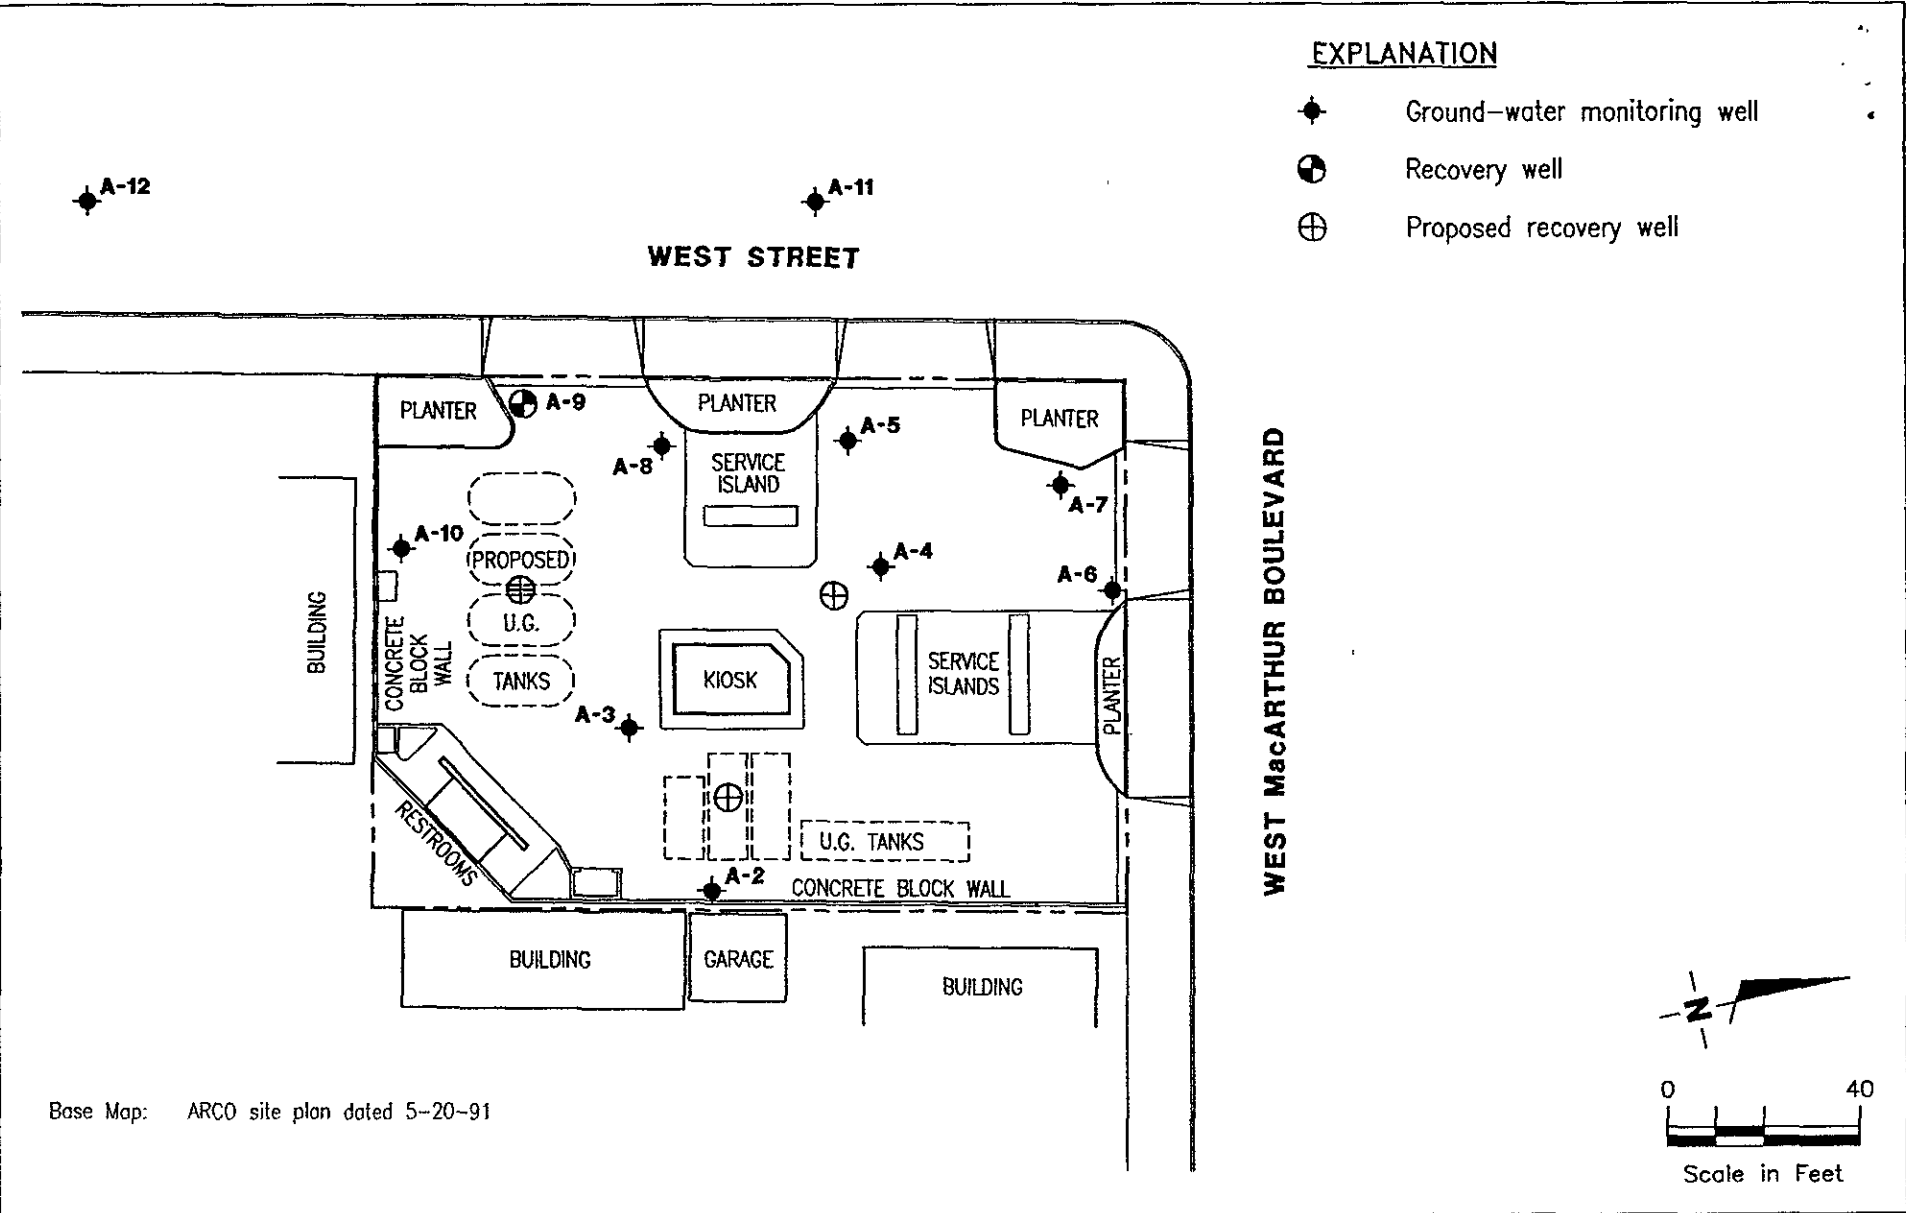 EXPLANATION
Ground-water monitoring well
Recovery well
Proposed recovery well
A-12
A-11
WEST STREET
PLANTER
A-9
PLANTER
A-5
PLANTER
A-8
SERVICE
ISLAND
A-7
A-10
PROPOSED
A-4
A-6
U.G.
TANKS
BUILDING
CONCRETE
BLOCK
WALL
KIOSK
SERVICE
ISLANDS
PLANTER
WEST MacARTHUR BOULEVARD
A-3
RESTROOMS
U.G. TANKS
A-2
CONCRETE BLOCK WALL
BUILDING
GARAGE
BUILDING
N
Base Map: ARCO site plan dated 5-20-91
0 40
Scale in Feet